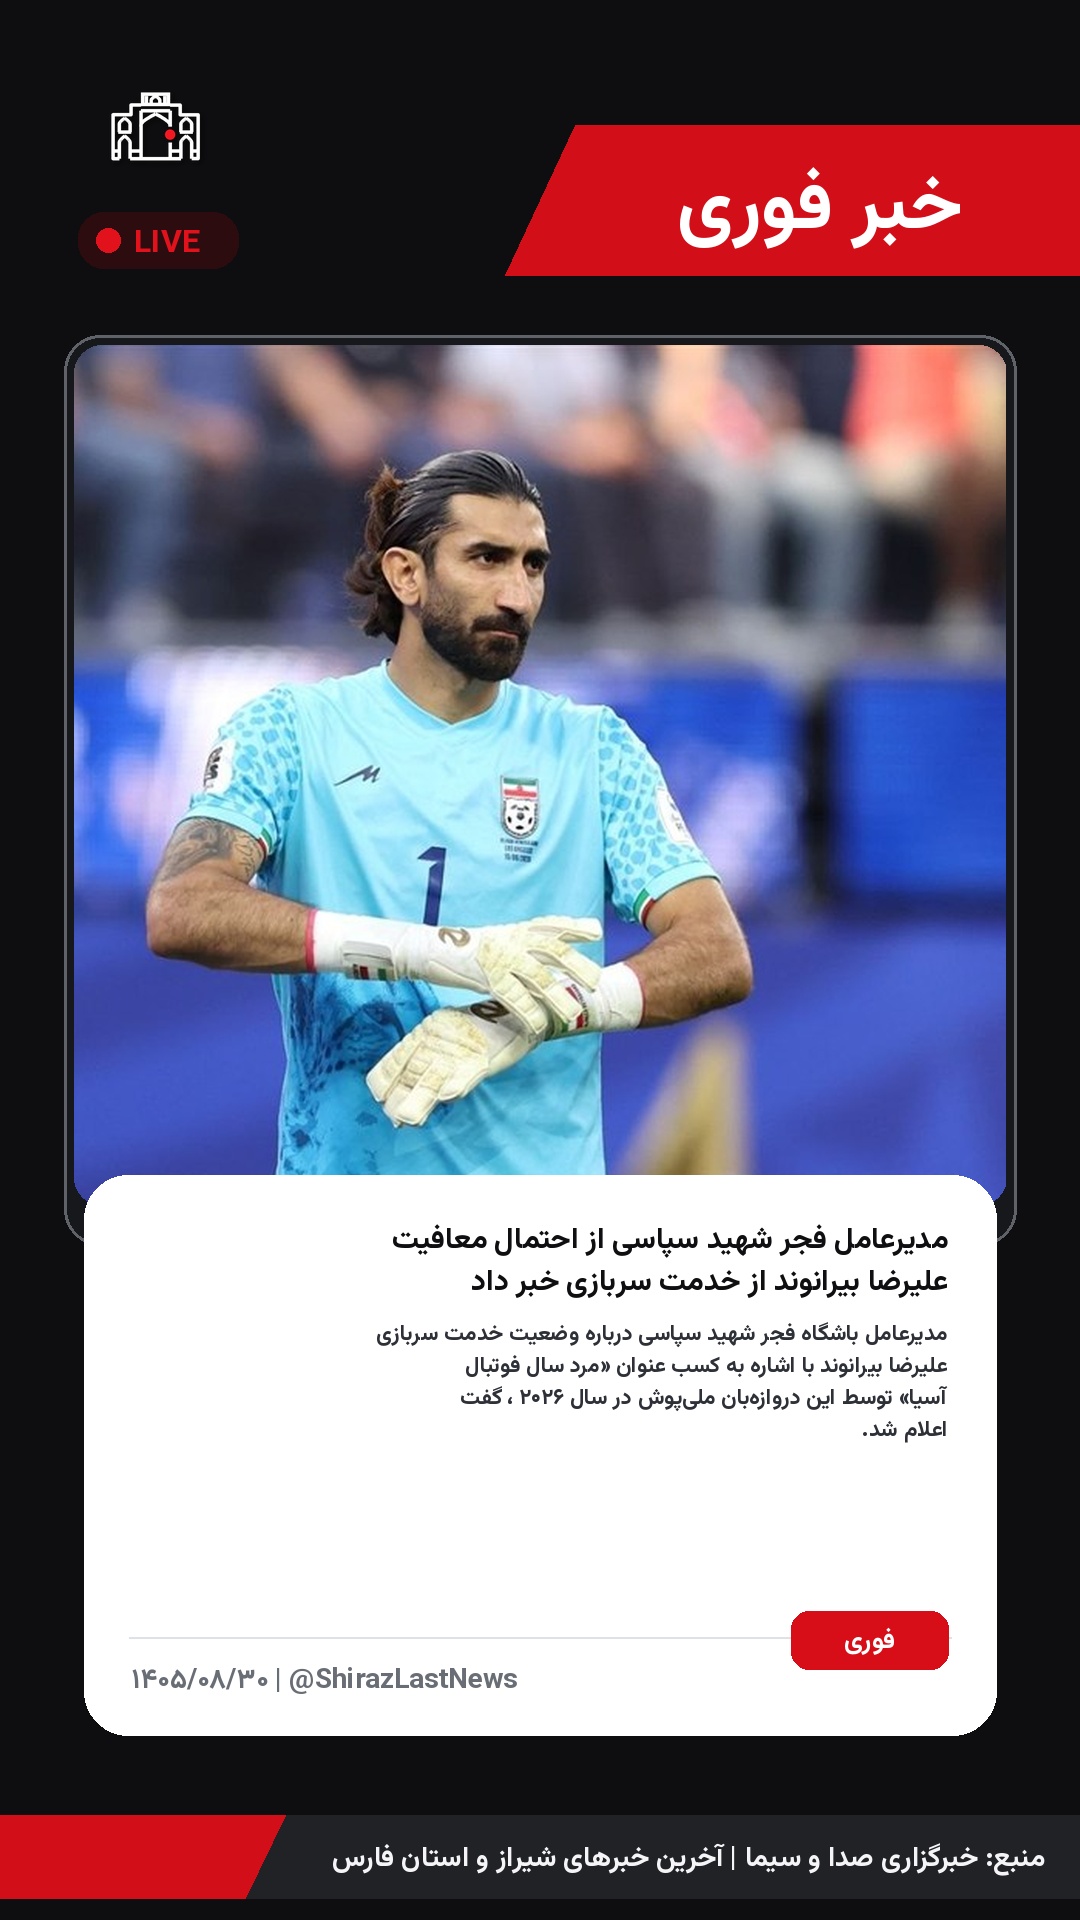 خبر فوری
LIVE
1
مدیرعامل فجر شهید سپاسی از احتمال معافیت
علیرضا بیرانوند از خدمت سربازی خبر داد
مدیرعامل باشگاه فجر شهید سپاسی درباره وضعیت خدمت سربازی
علیرضا بیرانوند با اشاره به کسب عنوان «مرد سال فوتبال
آسیا» توسط این دروازه‌بان ملی‌پوش در سال ۲۰۲۶ ، گفت
اعلام شد.
فوری
۱۴۰۵/۰۸/۳۰ | @ShirazLastNews
منبع: خبرگزاری صدا و سیما | آخرین خبرهای شیراز و استان فارس